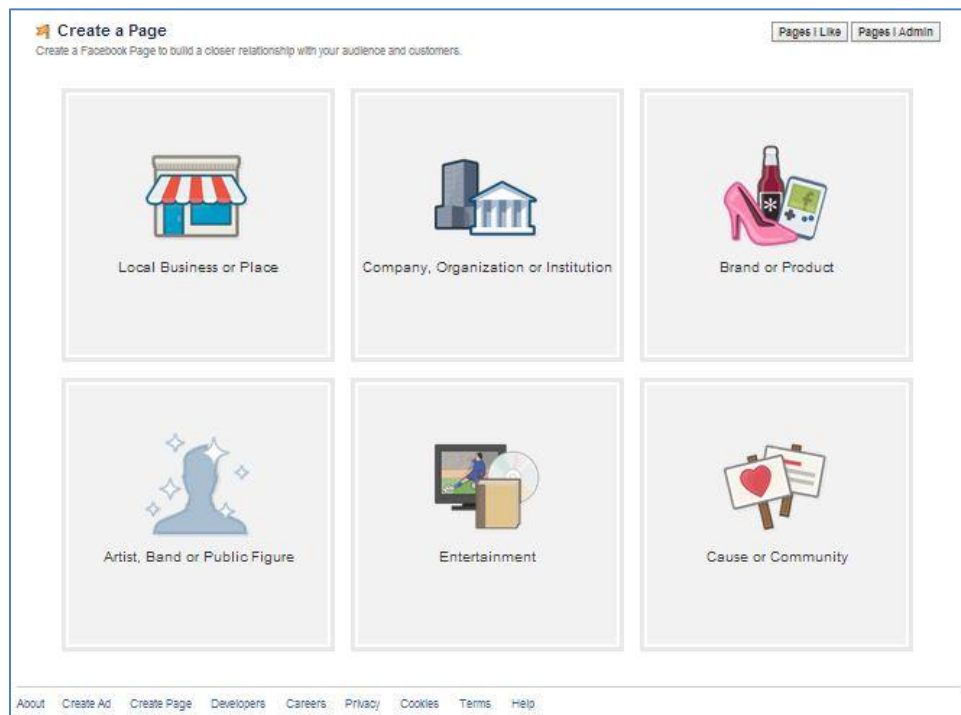 Create a Page
Pages I Like Pages I Admin
Create a Facebook Page to build a closer relationship with your audience and customers.
Local Business or Place
Company, Organization or Institution
Brand or Product
Artist, Band or Public Figure
Entertainment
Cause or Community
About Create Ad Create Page Developers Careers Privacy Cookies Terms Help